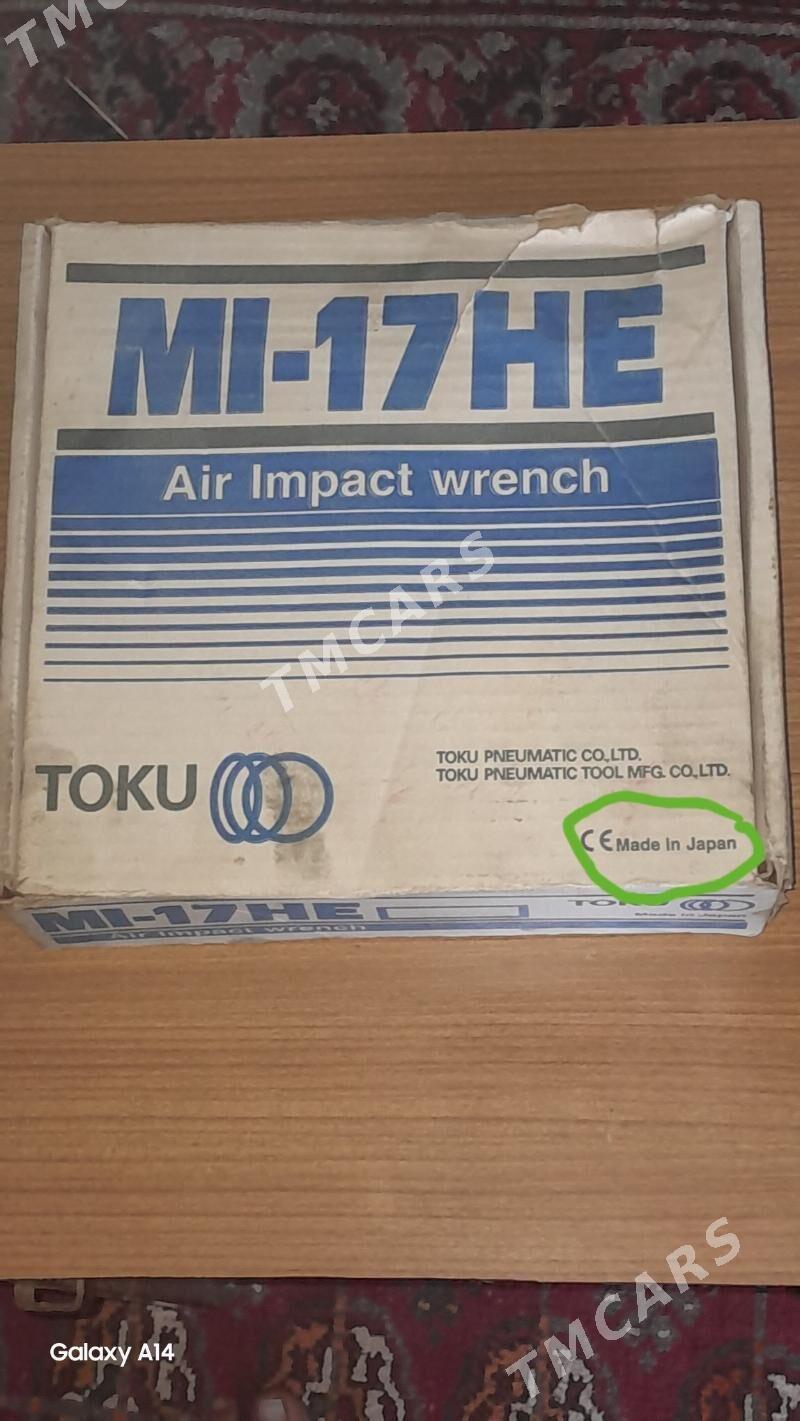 TMCARS
MI-17HE
Air Impact wrench
TMCARS
TOKU
TOKU PNEUMATIC CO.,LTD.
TOKU PNEUMATIC TOOL MFG. CO.,LTD.
CE Made in Japan
MI-17HE
TOKU
Air Impact wrench
Made in Japan
TMCARS
Galaxy A14